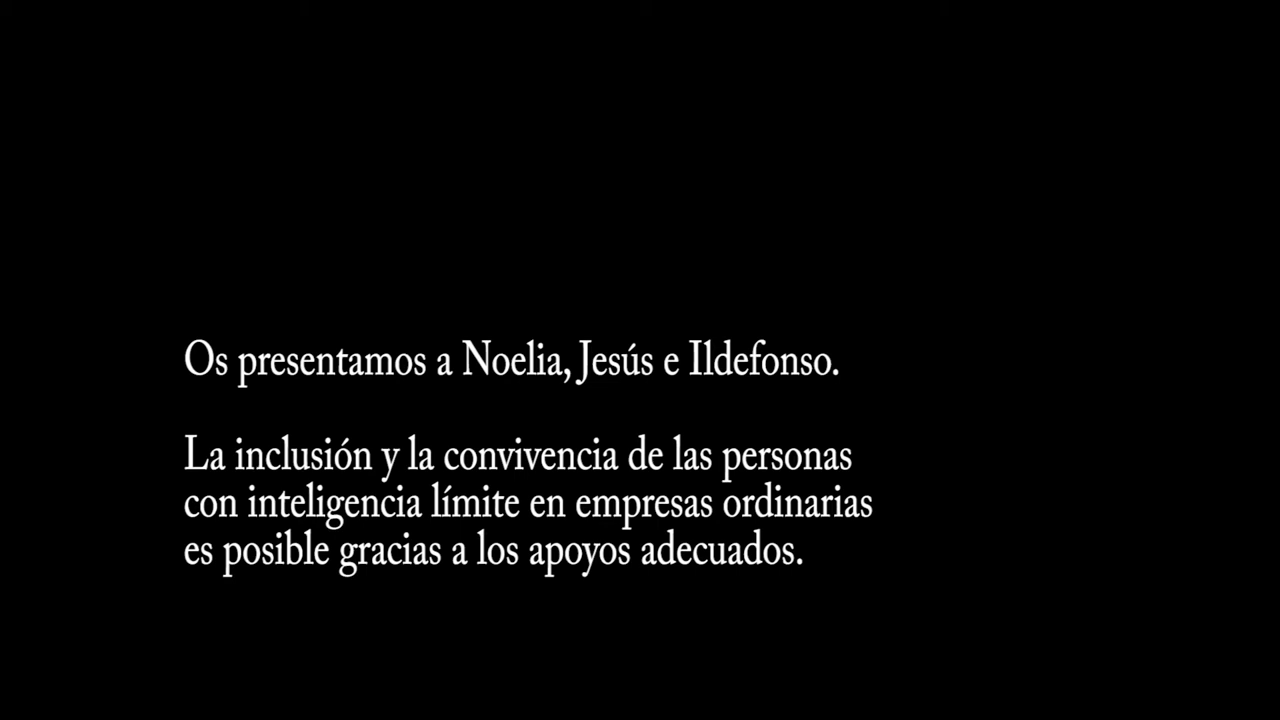 Os presentamos a Noelia, Jesús e Ildefonso.
La inclusión y la convivencia de las personas
con inteligencia límite en empresas ordinarias
es posible gracias a los apoyos adecuados.